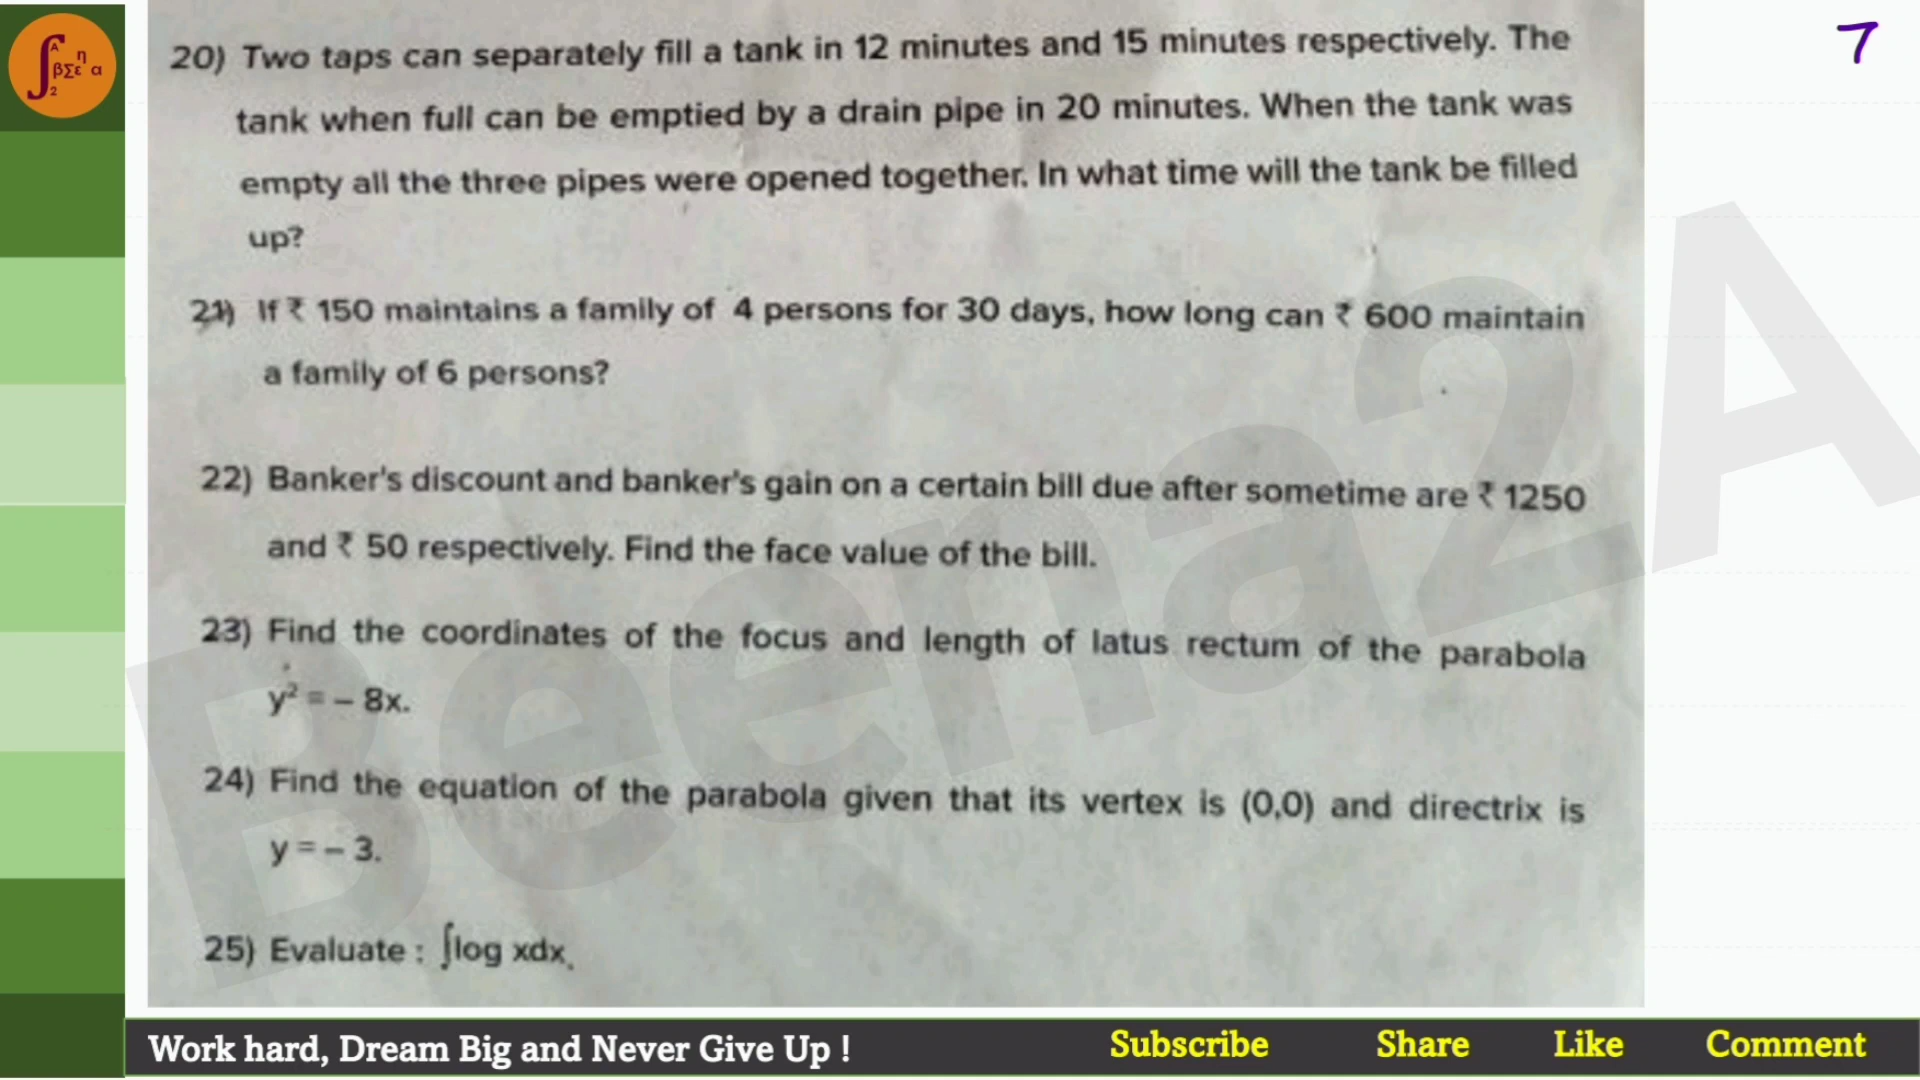 ∫ A η βΣε α 2
7
20) Two taps can separately fill a tank in 12 minutes and 15 minutes respectively. The
tank when full can be emptied by a drain pipe in 20 minutes. When the tank was
empty all the three pipes were opened together. In what time will the tank be filled
up?
21) If ₹ 150 maintains a family of 4 persons for 30 days, how long can ₹ 600 maintain
a family of 6 persons?
22) Banker's discount and banker's gain on a certain bill due after sometime are ₹ 1250
and ₹ 50 respectively. Find the face value of the bill.
23) Find the coordinates of the focus and length of latus rectum of the parabola
y² = – 8x.
24) Find the equation of the parabola given that its vertex is (0,0) and directrix is
y = – 3.
25) Evaluate : ∫log xdx.
Beena2A
Work hard, Dream Big and Never Give Up !
Subscribe Share Like Comment